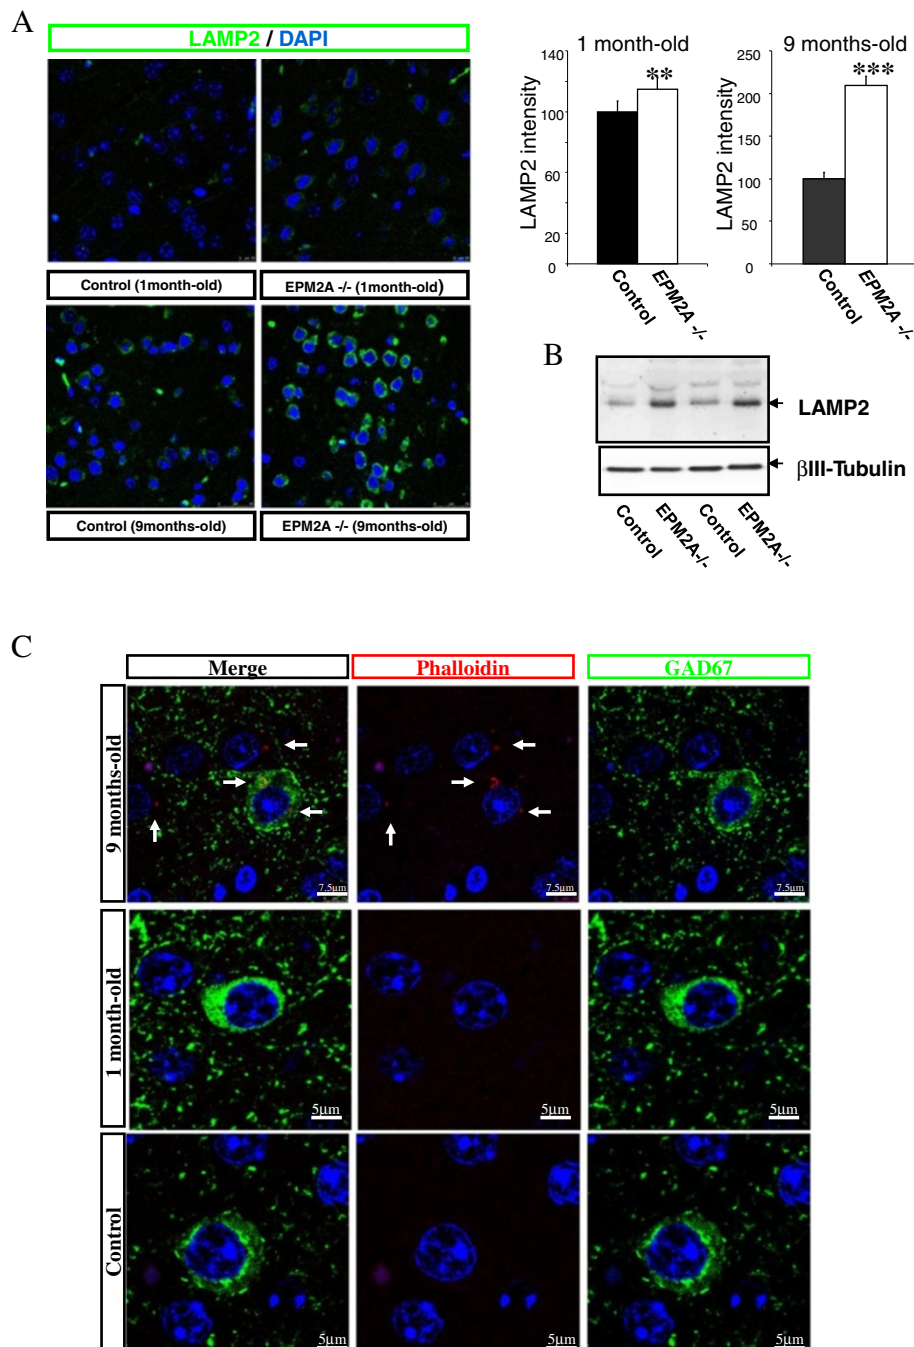 A
LAMP2 / DAPI
Control (1month-old)
EPM2A -/- (1month-old)
Control (9months-old)
EPM2A -/- (9months-old)
1 month-old
LAMP2 intensity
140
100
60
40
20
0
**
Control
EPM2A -/-
9 months-old
LAMP2 intensity
250
200
150
100
50
0
***
Control
EPM2A -/-
B
LAMP2
βIII-Tubulin
Control
EPM2A-/-
Control
EPM2A-/-
C
Merge
Phalloidin
GAD67
9 months-old
7.5µm
7.5µm
7.5µm
1 month-old
5µm
5µm
5µm
Control
5µm
5µm
5µm